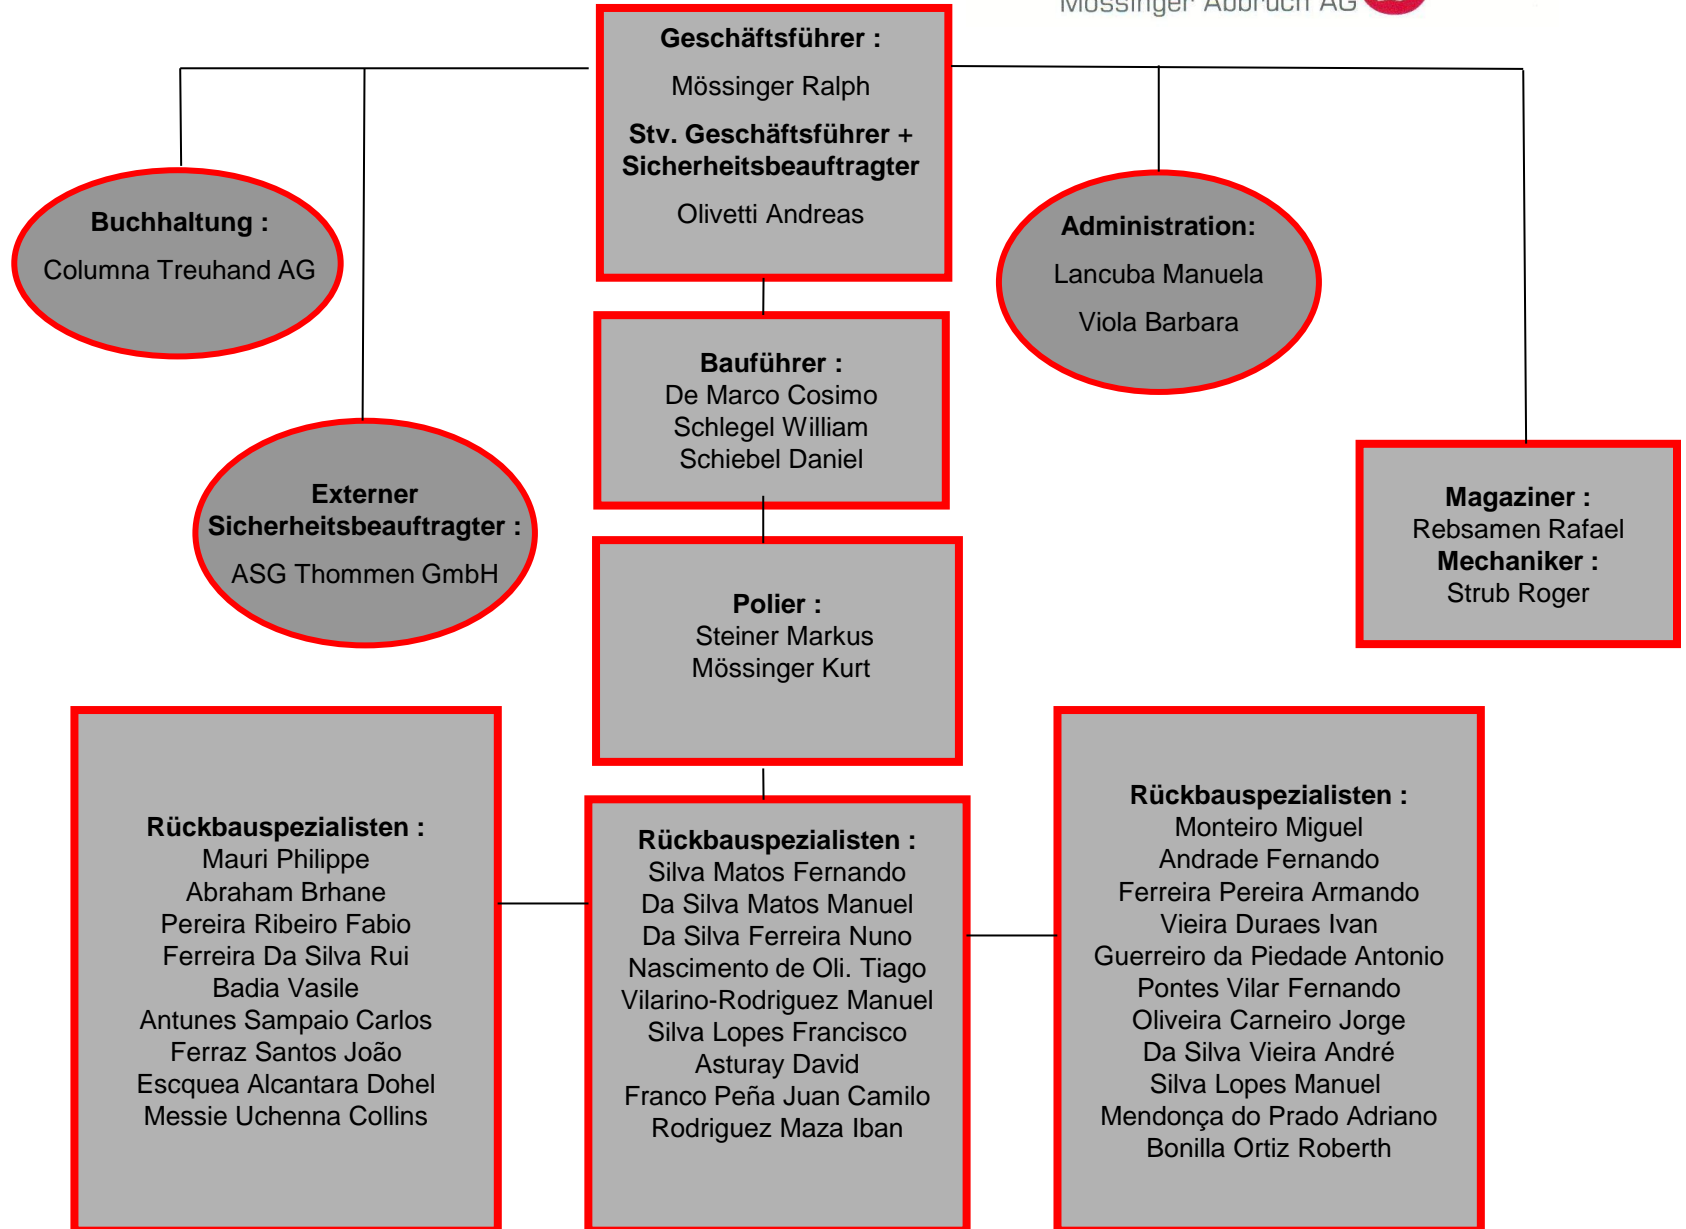 Mössinger Abbruch AG
Geschäftsführer :
Mössinger Ralph
Stv. Geschäftsführer +
Sicherheitsbeauftragter
Olivetti Andreas
Buchhaltung :
Columna Treuhand AG
Administration:
Lancuba Manuela
Viola Barbara
Bauführer :
De Marco Cosimo
Schlegel William
Schiebel Daniel
Externer
Sicherheitsbeauftragter :
ASG Thommen GmbH
Magaziner :
Rebsamen Rafael
Mechaniker :
Strub Roger
Polier :
Steiner Markus
Mössinger Kurt
Rückbauspezialisten :
Mauri Philippe
Abraham Brhane
Pereira Ribeiro Fabio
Ferreira Da Silva Rui
Badia Vasile
Antunes Sampaio Carlos
Ferraz Santos João
Escquea Alcantara Dohel
Messie Uchenna Collins
Rückbauspezialisten :
Silva Matos Fernando
Da Silva Matos Manuel
Da Silva Ferreira Nuno
Nascimento de Oli. Tiago
Vilarino-Rodriguez Manuel
Silva Lopes Francisco
Asturay David
Franco Peña Juan Camilo
Rodriguez Maza Iban
Rückbauspezialisten :
Monteiro Miguel
Andrade Fernando
Ferreira Pereira Armando
Vieira Duraes Ivan
Guerreiro da Piedade Antonio
Pontes Vilar Fernando
Oliveira Carneiro Jorge
Da Silva Vieira André
Silva Lopes Manuel
Mendonça do Prado Adriano
Bonilla Ortiz Roberth